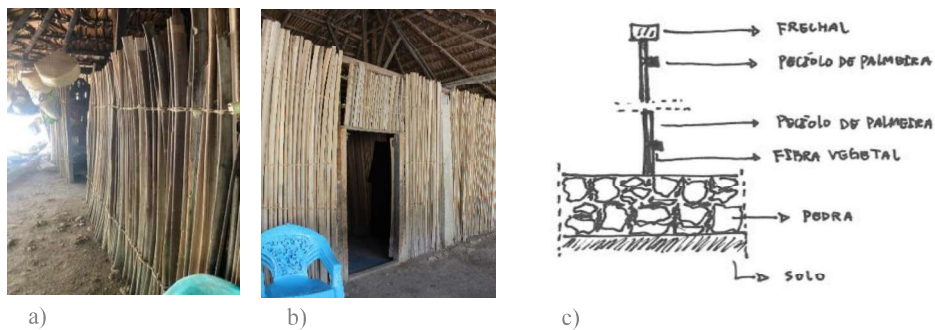 FRECHAL
PECÍOLO DE PALMEIRA
PECÍOLO DE PALMEIRA
FIBRA VEGETAL
PEDRA
SOLO
a)
b)
c)